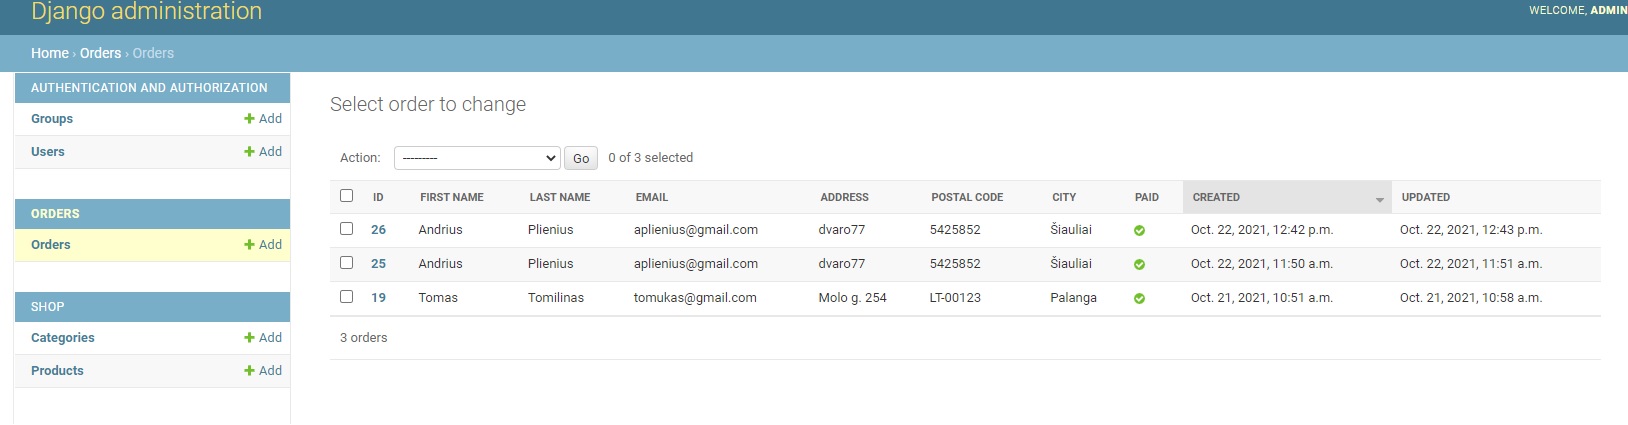 Django administration
WELCOME, ADMIN
Home › Orders › Orders
AUTHENTICATION AND AUTHORIZATION
Groups Add
Users Add
ORDERS
Orders Add
SHOP
Categories Add
Products Add
Select order to change
Action: --------- Go 0 of 3 selected
ID FIRST NAME LAST NAME EMAIL ADDRESS POSTAL CODE CITY PAID CREATED UPDATED
26 Andrius Plienius aplienius@gmail.com dvaro77 5425852 Šiauliai Oct. 22, 2021, 12:42 p.m. Oct. 22, 2021, 12:43 p.m.
25 Andrius Plienius aplienius@gmail.com dvaro77 5425852 Šiauliai Oct. 22, 2021, 11:50 a.m. Oct. 22, 2021, 11:51 a.m.
19 Tomas Tomilinas tomukas@gmail.com Molo g. 254 LT-00123 Palanga Oct. 21, 2021, 10:51 a.m. Oct. 21, 2021, 10:58 a.m.
3 orders